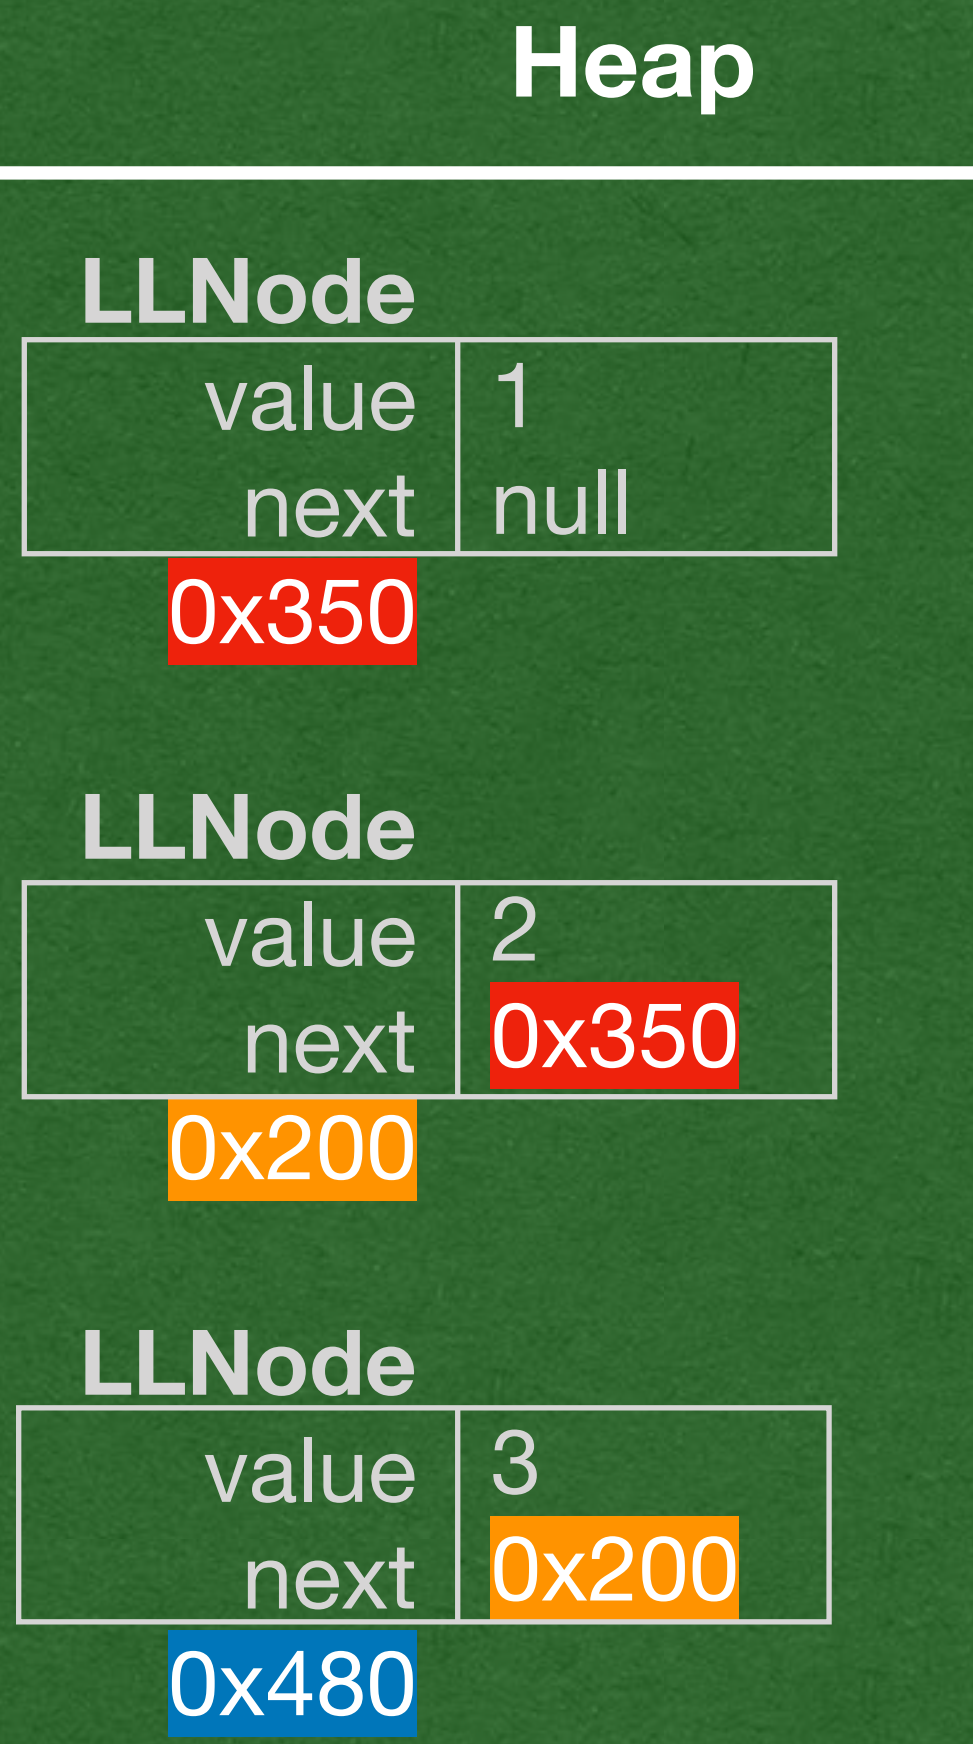 Heap
LLNode
value 1
next null
0x350
LLNode
value 2
next 0x350
0x200
LLNode
value 3
next 0x200
0x480